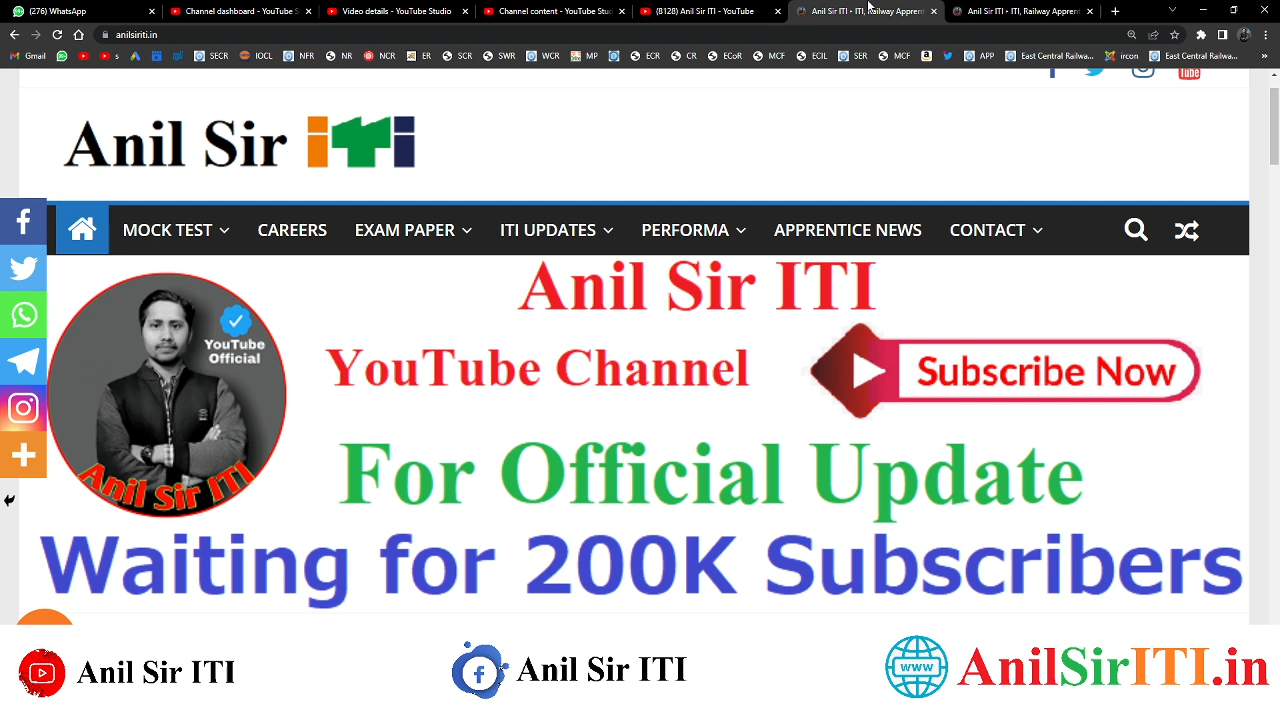 (276) WhatsApp
Channel dashboard - YouTube S
Video details - YouTube Studio
Channel content - YouTube Stu
(8128) Anil Sir ITI - YouTube
Anil Sir ITI • ITI, Railway Apprent
Anil Sir ITI • ITI, Railway Apprent
anilsiriti.in
Gmail s SECR IOCL NFR NR NCR ER SCR SWR WCR MP ECR CR ECoR MCF ECIL SER MCF APP East Central Railwa... ircon East Central Railwa... »
You Tube
Anil Sir iTi
MOCK TEST CAREERS EXAM PAPER ITI UPDATES PERFORMA APPRENTICE NEWS CONTACT
YouTube
Official
Anil Sir ITI
Anil Sir ITI
YouTube Channel
Subscribe Now
For Official Update
Waiting for 200K Subscribers
Anil Sir ITI
Anil Sir ITI
www
AnilSirITI.in